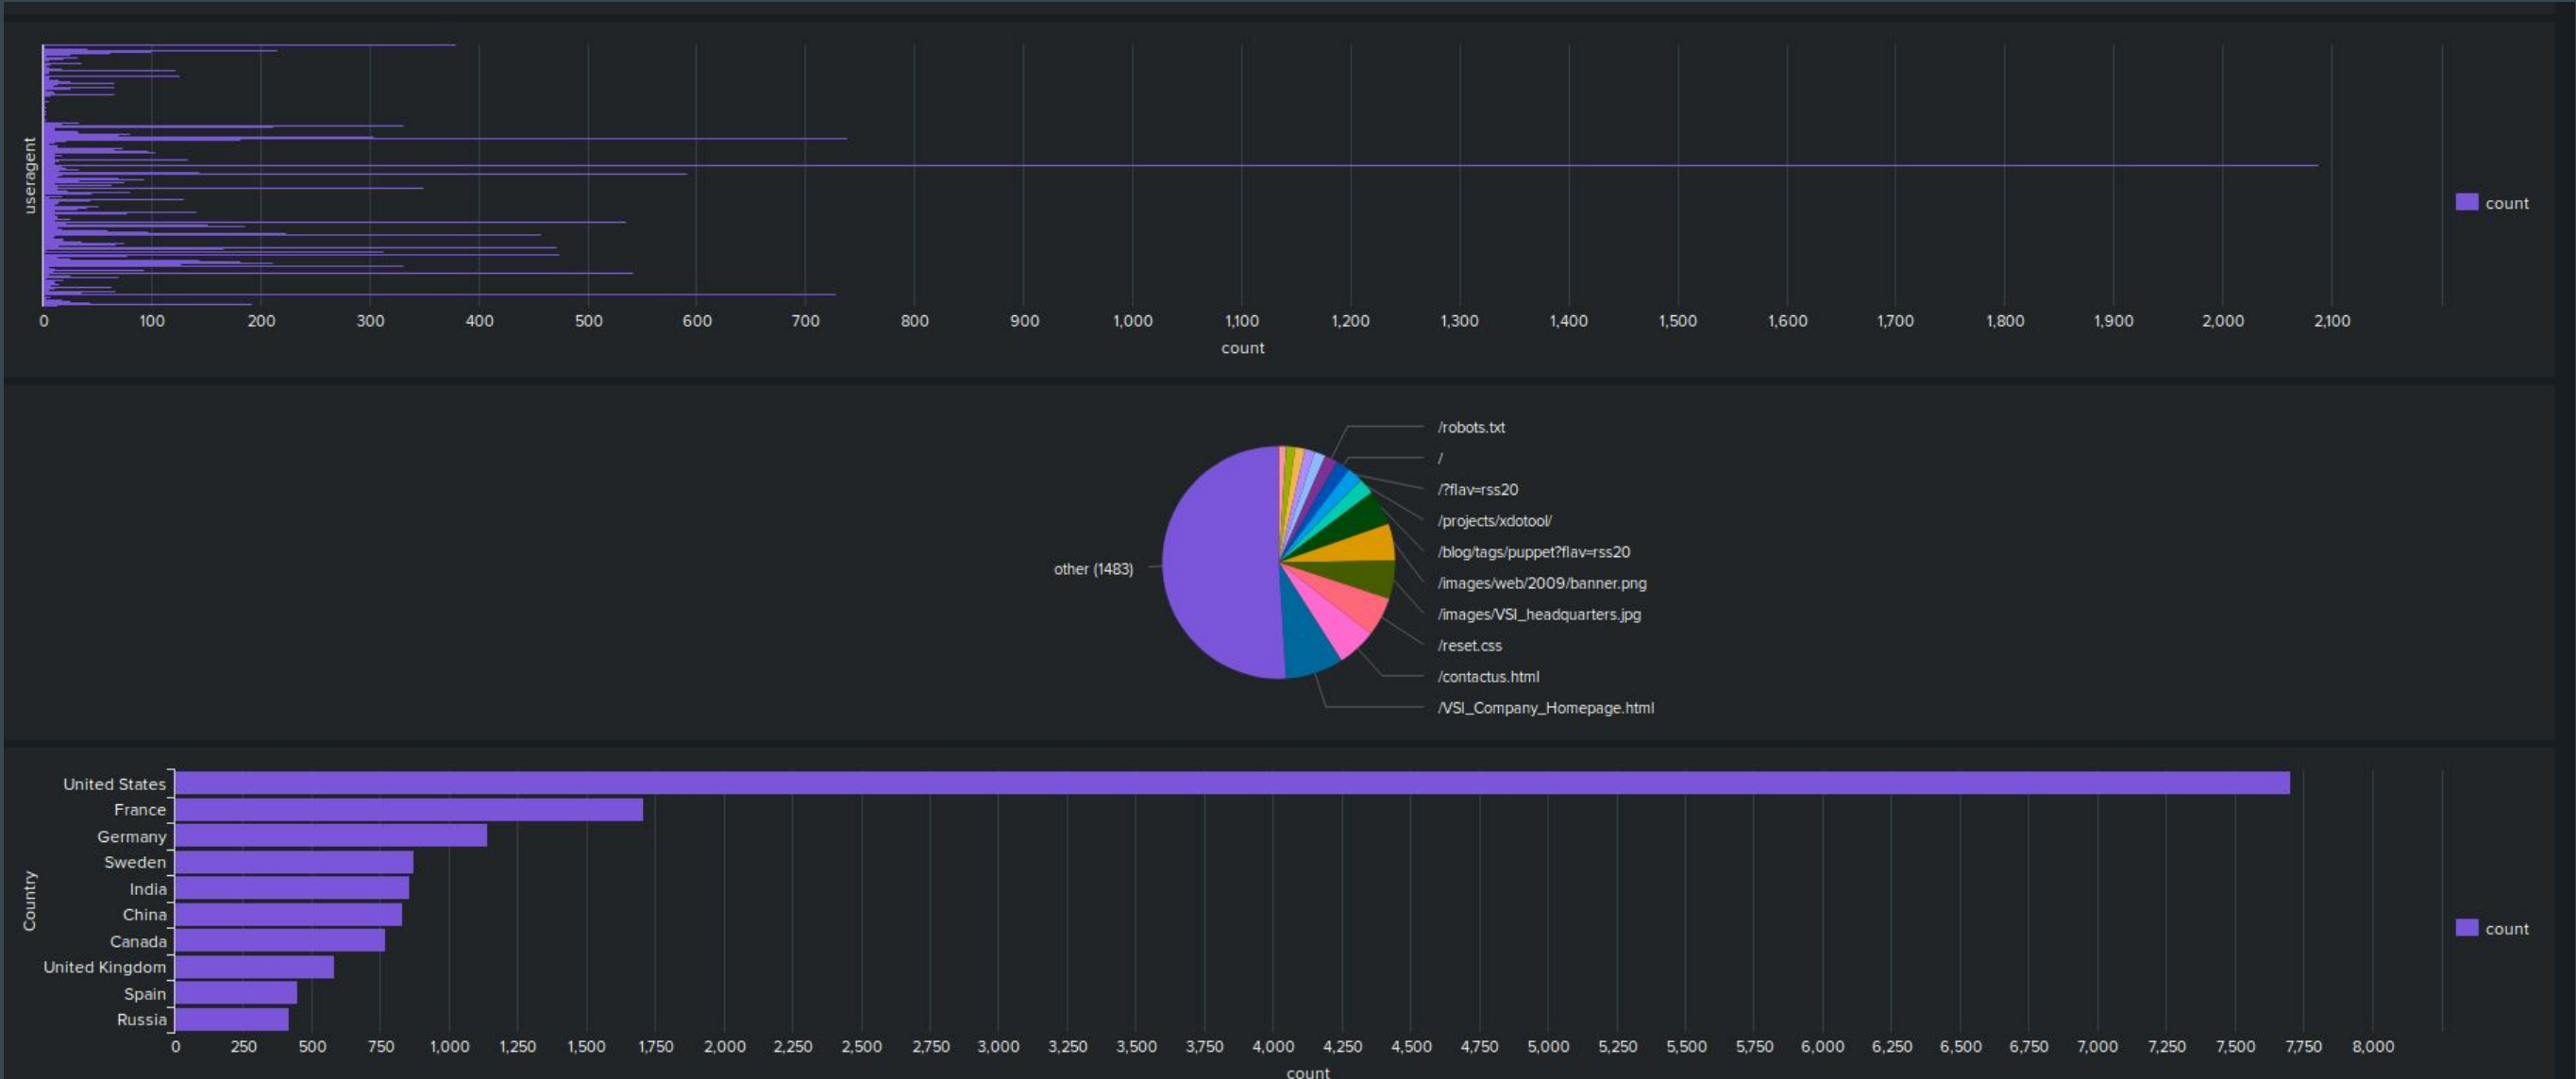 useragent
0 100 200 300 400 500 600 700 800 900 1,000 1,100 1,200 1,300 1,400 1,500 1,600 1,700 1,800 1,900 2,000 2,100
count
count
/robots.txt
/
/?flav=rss20
/projects/xdotool/
/blog/tags/puppet?flav=rss20
other (1483)
/images/web/2009/banner.png
/images/VSI_headquarters.jpg
/reset.css
/contactus.html
/VSI_Company_Homepage.html
Country
United States
France
Germany
Sweden
India
China
Canada
United Kingdom
Spain
Russia
0 250 500 750 1,000 1,250 1,500 1,750 2,000 2,250 2,500 2,750 3,000 3,250 3,500 3,750 4,000 4,250 4,500 4,750 5,000 5,250 5,500 5,750 6,000 6,250 6,500 6,750 7,000 7,250 7,500 7,750 8,000
count
count